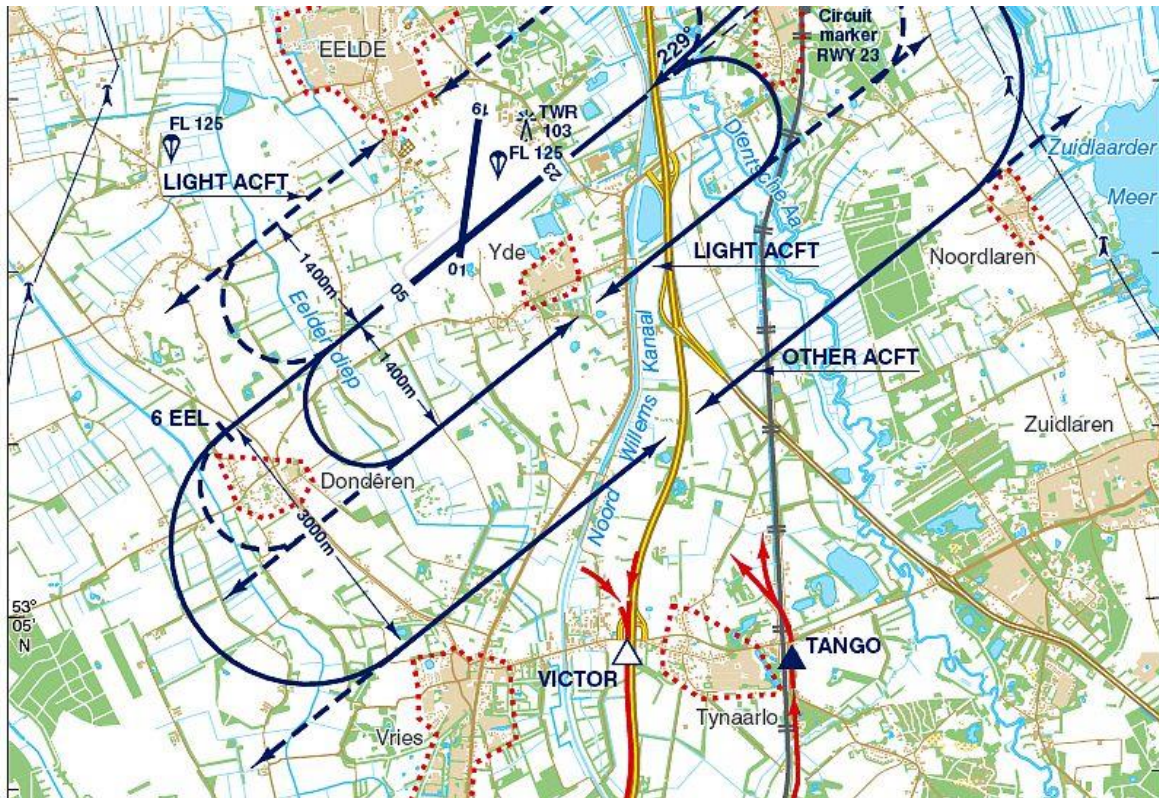 Circuit
marker
RWY 23
EELDE
229°
19
TWR
103
FL 125
FL 125
23
Drentsche Aa
Zuidlaarder
Meer
LIGHT ACFT
Yde
01
LIGHT ACFT
Noordlaren
1400m
05
Eelder diep
1400m
Noord Willems Kanaal
OTHER ACFT
6 EEL
Zuidlaren
Donderen
3000m
53°
05'
N
VICTOR
TANGO
Tynaarlo
Vries